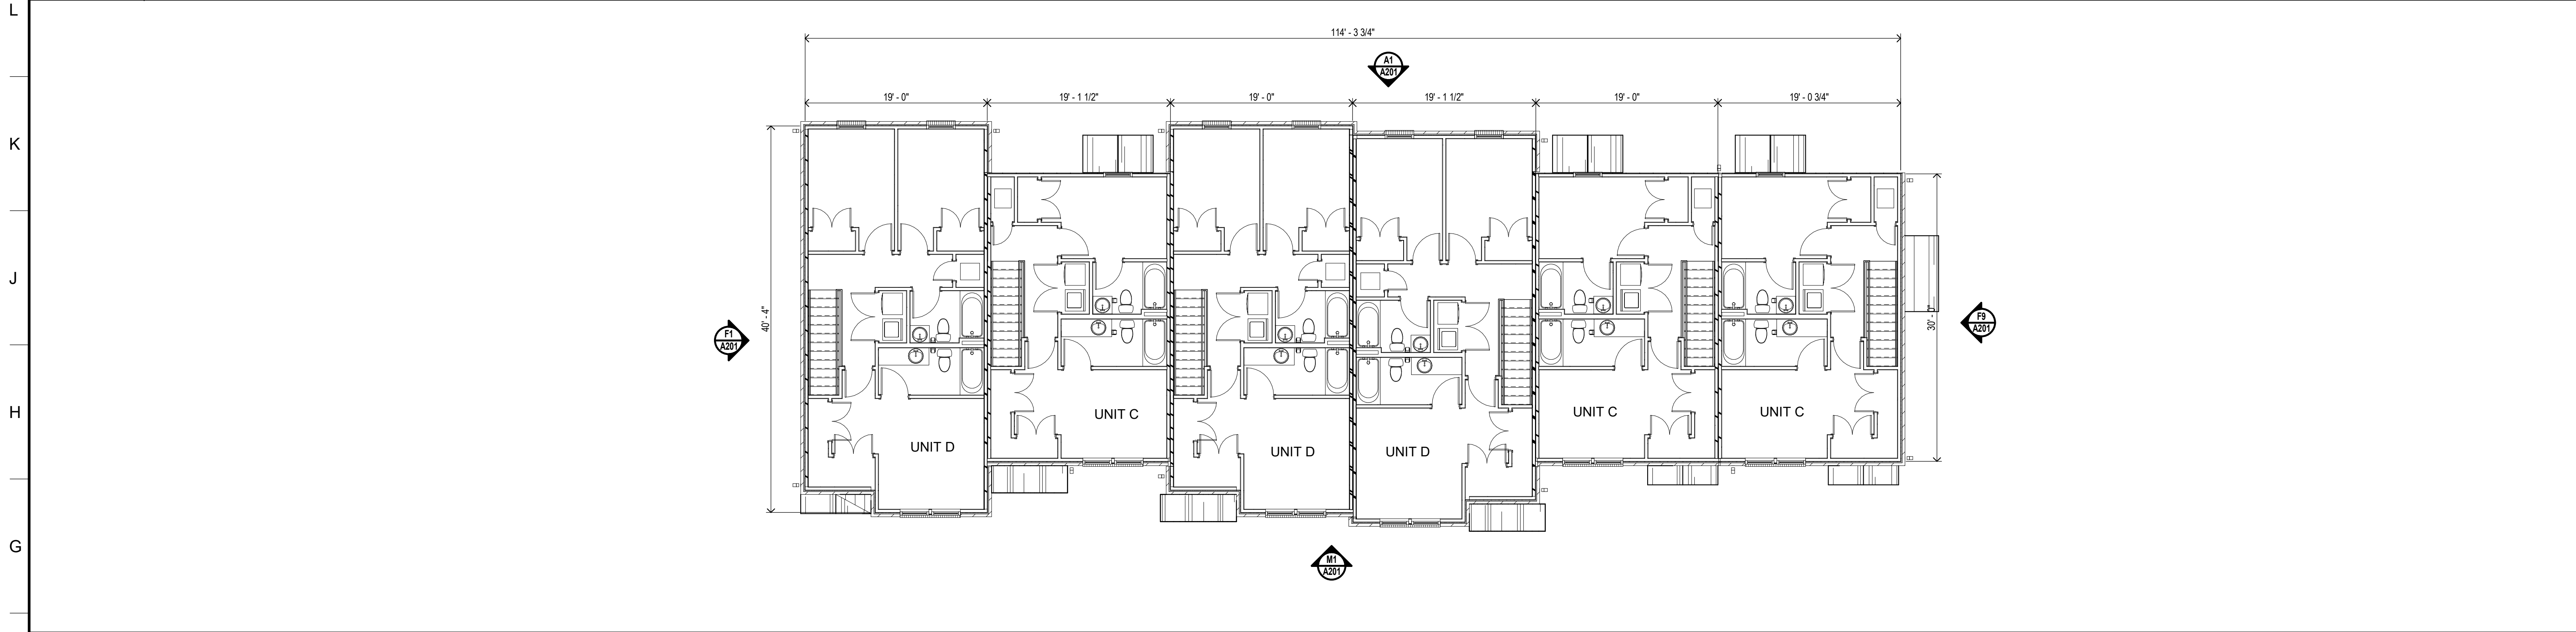 L
114' - 3 3/4"
A1
A201
19' - 0"
19' - 1 1/2"
19' - 0"
19' - 1 1/2"
19' - 0"
19' - 0 3/4"
K
J
40' - 4"
30' - 0"
F1
A201
F9
A201
H
UNIT D
UNIT C
UNIT D
UNIT D
UNIT C
UNIT C
G
M1
A201